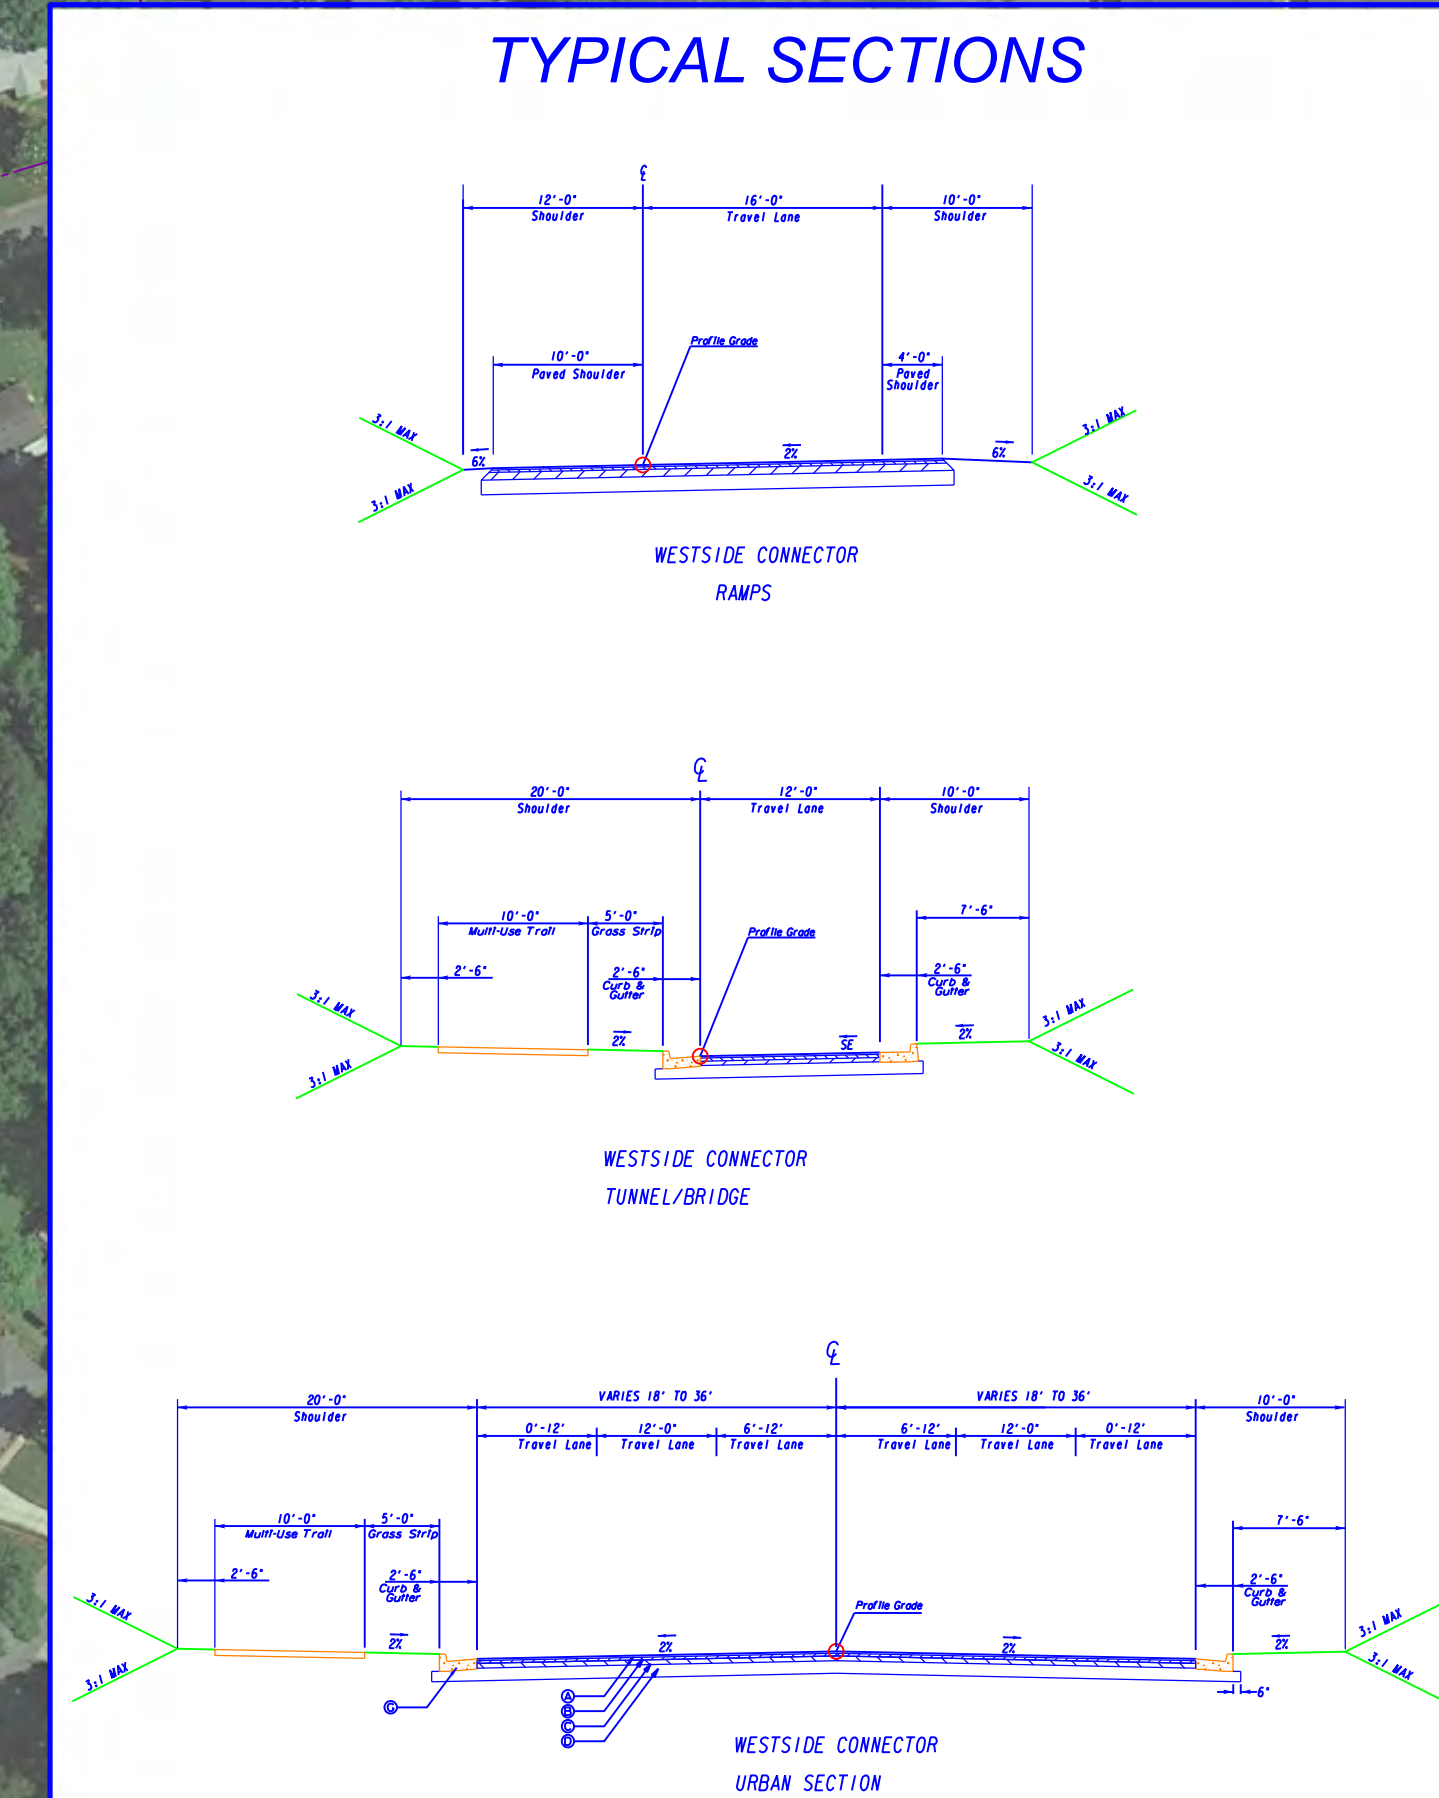 TYPICAL SECTIONS
℄
12'-0" 16'-0" 10'-0"
Shoulder Travel Lane Shoulder
Profile Grade
10'-0" 4'-0"
Paved Shoulder Paved
Shoulder
3:1 MAX 3:1 MAX
6% 2% 6%
3:1 MAX 3:1 MAX
WESTSIDE CONNECTOR
RAMPS
℄
20'-0" 12'-0" 10'-0"
Shoulder Travel Lane Shoulder
10'-0" 5'-0" 7'-6"
Multi-Use Trail Grass Strip Profile Grade
2'-6" 2'-6" 2'-6"
Curb & Curb &
Gutter Gutter
3:1 MAX 3:1 MAX
2% SE 2%
3:1 MAX 3:1 MAX
WESTSIDE CONNECTOR
TUNNEL/BRIDGE
℄
20'-0" VARIES 18' TO 36' VARIES 18' TO 36' 10'-0"
Shoulder Shoulder
0'-12' 12'-0" 6'-12' 6'-12' 12'-0" 0'-12'
Travel Lane Travel Lane Travel Lane Travel Lane Travel Lane Travel Lane
10'-0" 5'-0" 7'-6"
Multi-Use Trail Grass Strip
2'-6" 2'-6" 2'-6"
Curb & Curb &
Gutter Gutter
Profile Grade
3:1 MAX 3:1 MAX
2% 2% 2% 2%
3:1 MAX 3:1 MAX
6"
G A
B
C
D
WESTSIDE CONNECTOR
URBAN SECTION